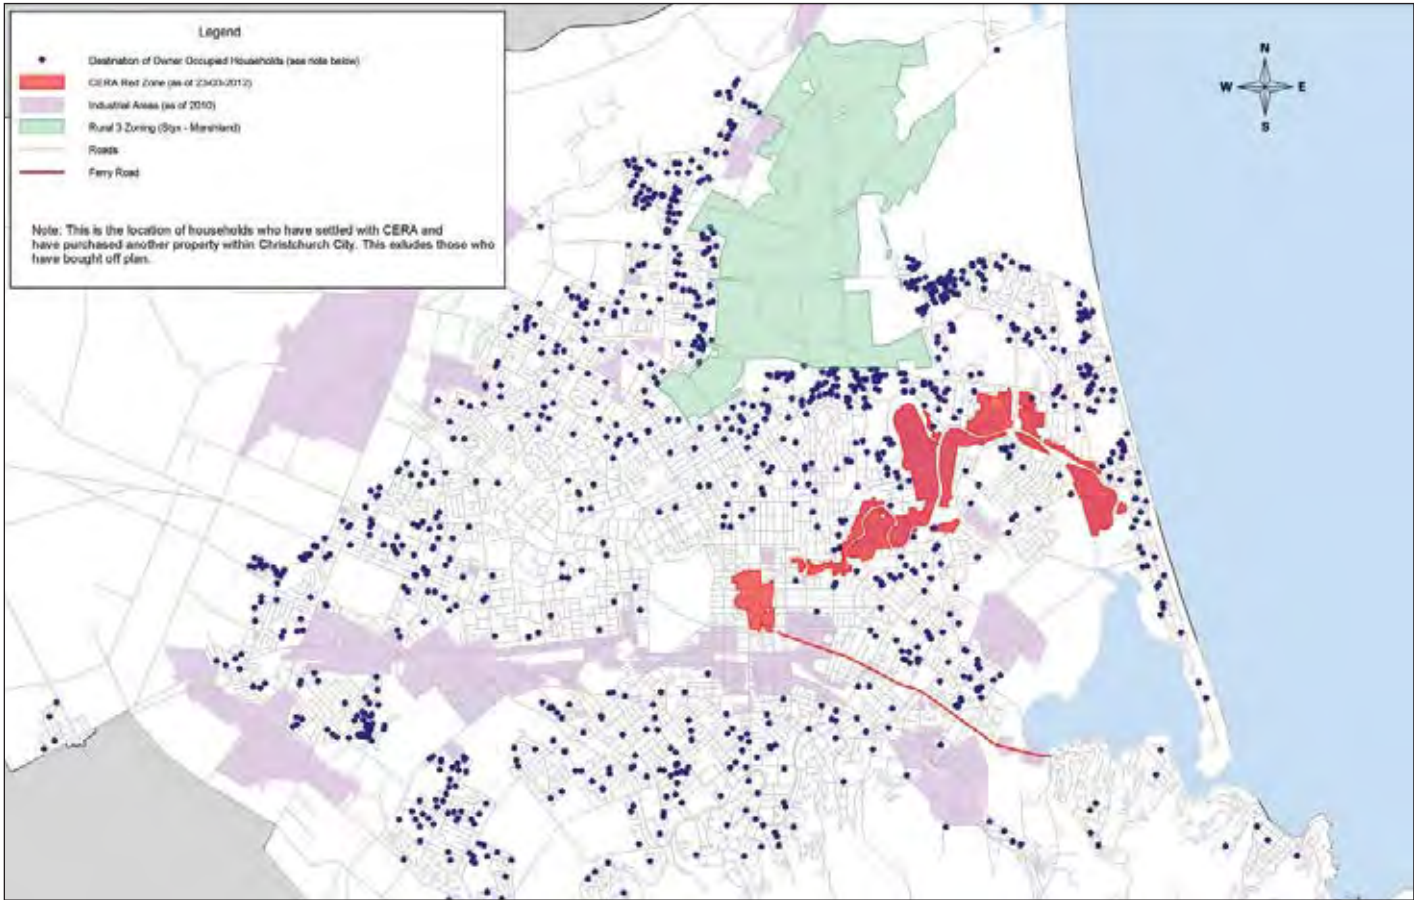 Legend
Destination of Owner Occupied Households (see note below)
CERA Red Zone (as of 23/03/2012)
Industrial Areas (as of 2010)
Rural 3 Zoning (Styx - Marshland)
Roads
Ferry Road
Note: This is the location of households who have settled with CERA and
have purchased another property within Christchurch City. This exludes those who
have bought off plan.
N
W E
S